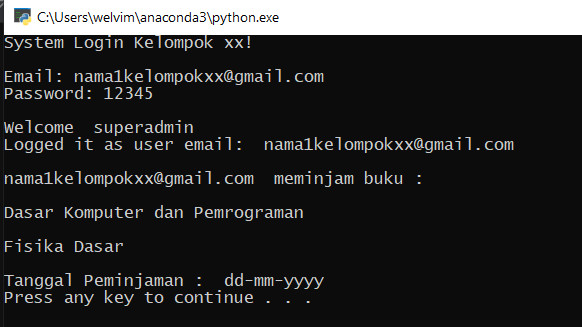 C:\Users\welvim\anaconda3\python.exe
System Login Kelompok xx!
Email: nama1kelompokxx@gmail.com
Password: 12345
Welcome  superadmin
Logged it as user email:  nama1kelompokxx@gmail.com
nama1kelompokxx@gmail.com  meminjam buku :
Dasar Komputer dan Pemrograman
Fisika Dasar
Tanggal Peminjaman :  dd-mm-yyyy
Press any key to continue . . .